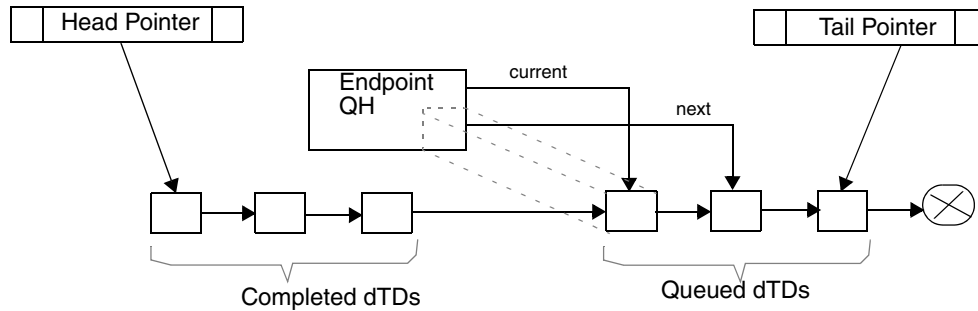 Head Pointer
Tail Pointer
Endpoint
QH
current
next
Completed dTDs
Queued dTDs